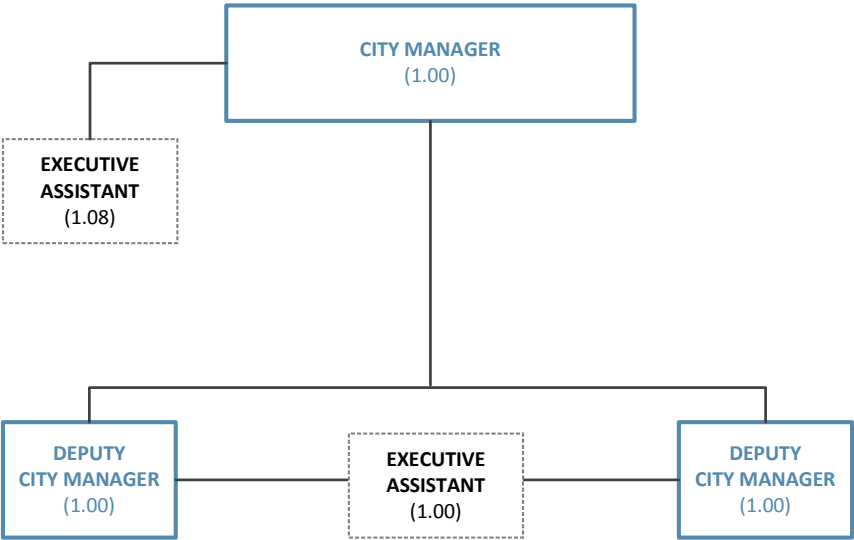 CITY MANAGER
(1.00)
EXECUTIVE
ASSISTANT
(1.08)
DEPUTY
CITY MANAGER
(1.00)
EXECUTIVE
ASSISTANT
(1.00)
DEPUTY
CITY MANAGER
(1.00)